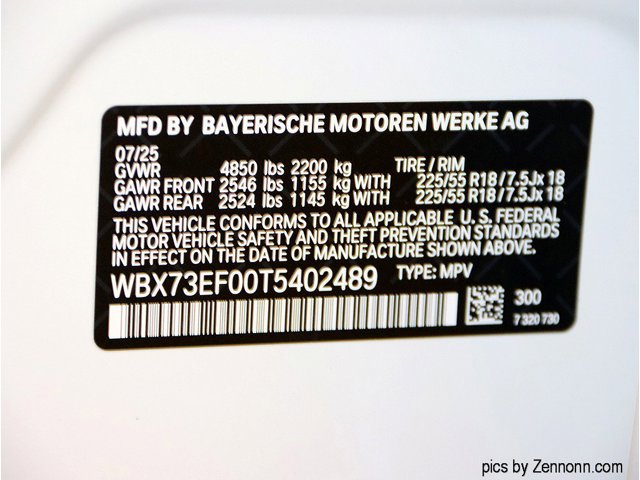 MFD BY BAYERISCHE MOTOREN WERKE AG
07/25
GVWR 4850 lbs 2200 kg TIRE / RIM
GAWR FRONT 2546 lbs 1155 kg WITH 225/55 R18/7.5Jx18
GAWR REAR 2524 lbs 1145 kg WITH 225/55 R18/7.5Jx18
THIS VEHICLE CONFORMS TO ALL APPLICABLE U. S. FEDERAL
MOTOR VEHICLE SAFETY AND THEFT PREVENTION STANDARDS
IN EFFECT ON THE DATE OF MANUFACTURE SHOWN ABOVE.
WBX73EF00T5402489 TYPE: MPV
300
7 320 730
pics by Zennonn.com